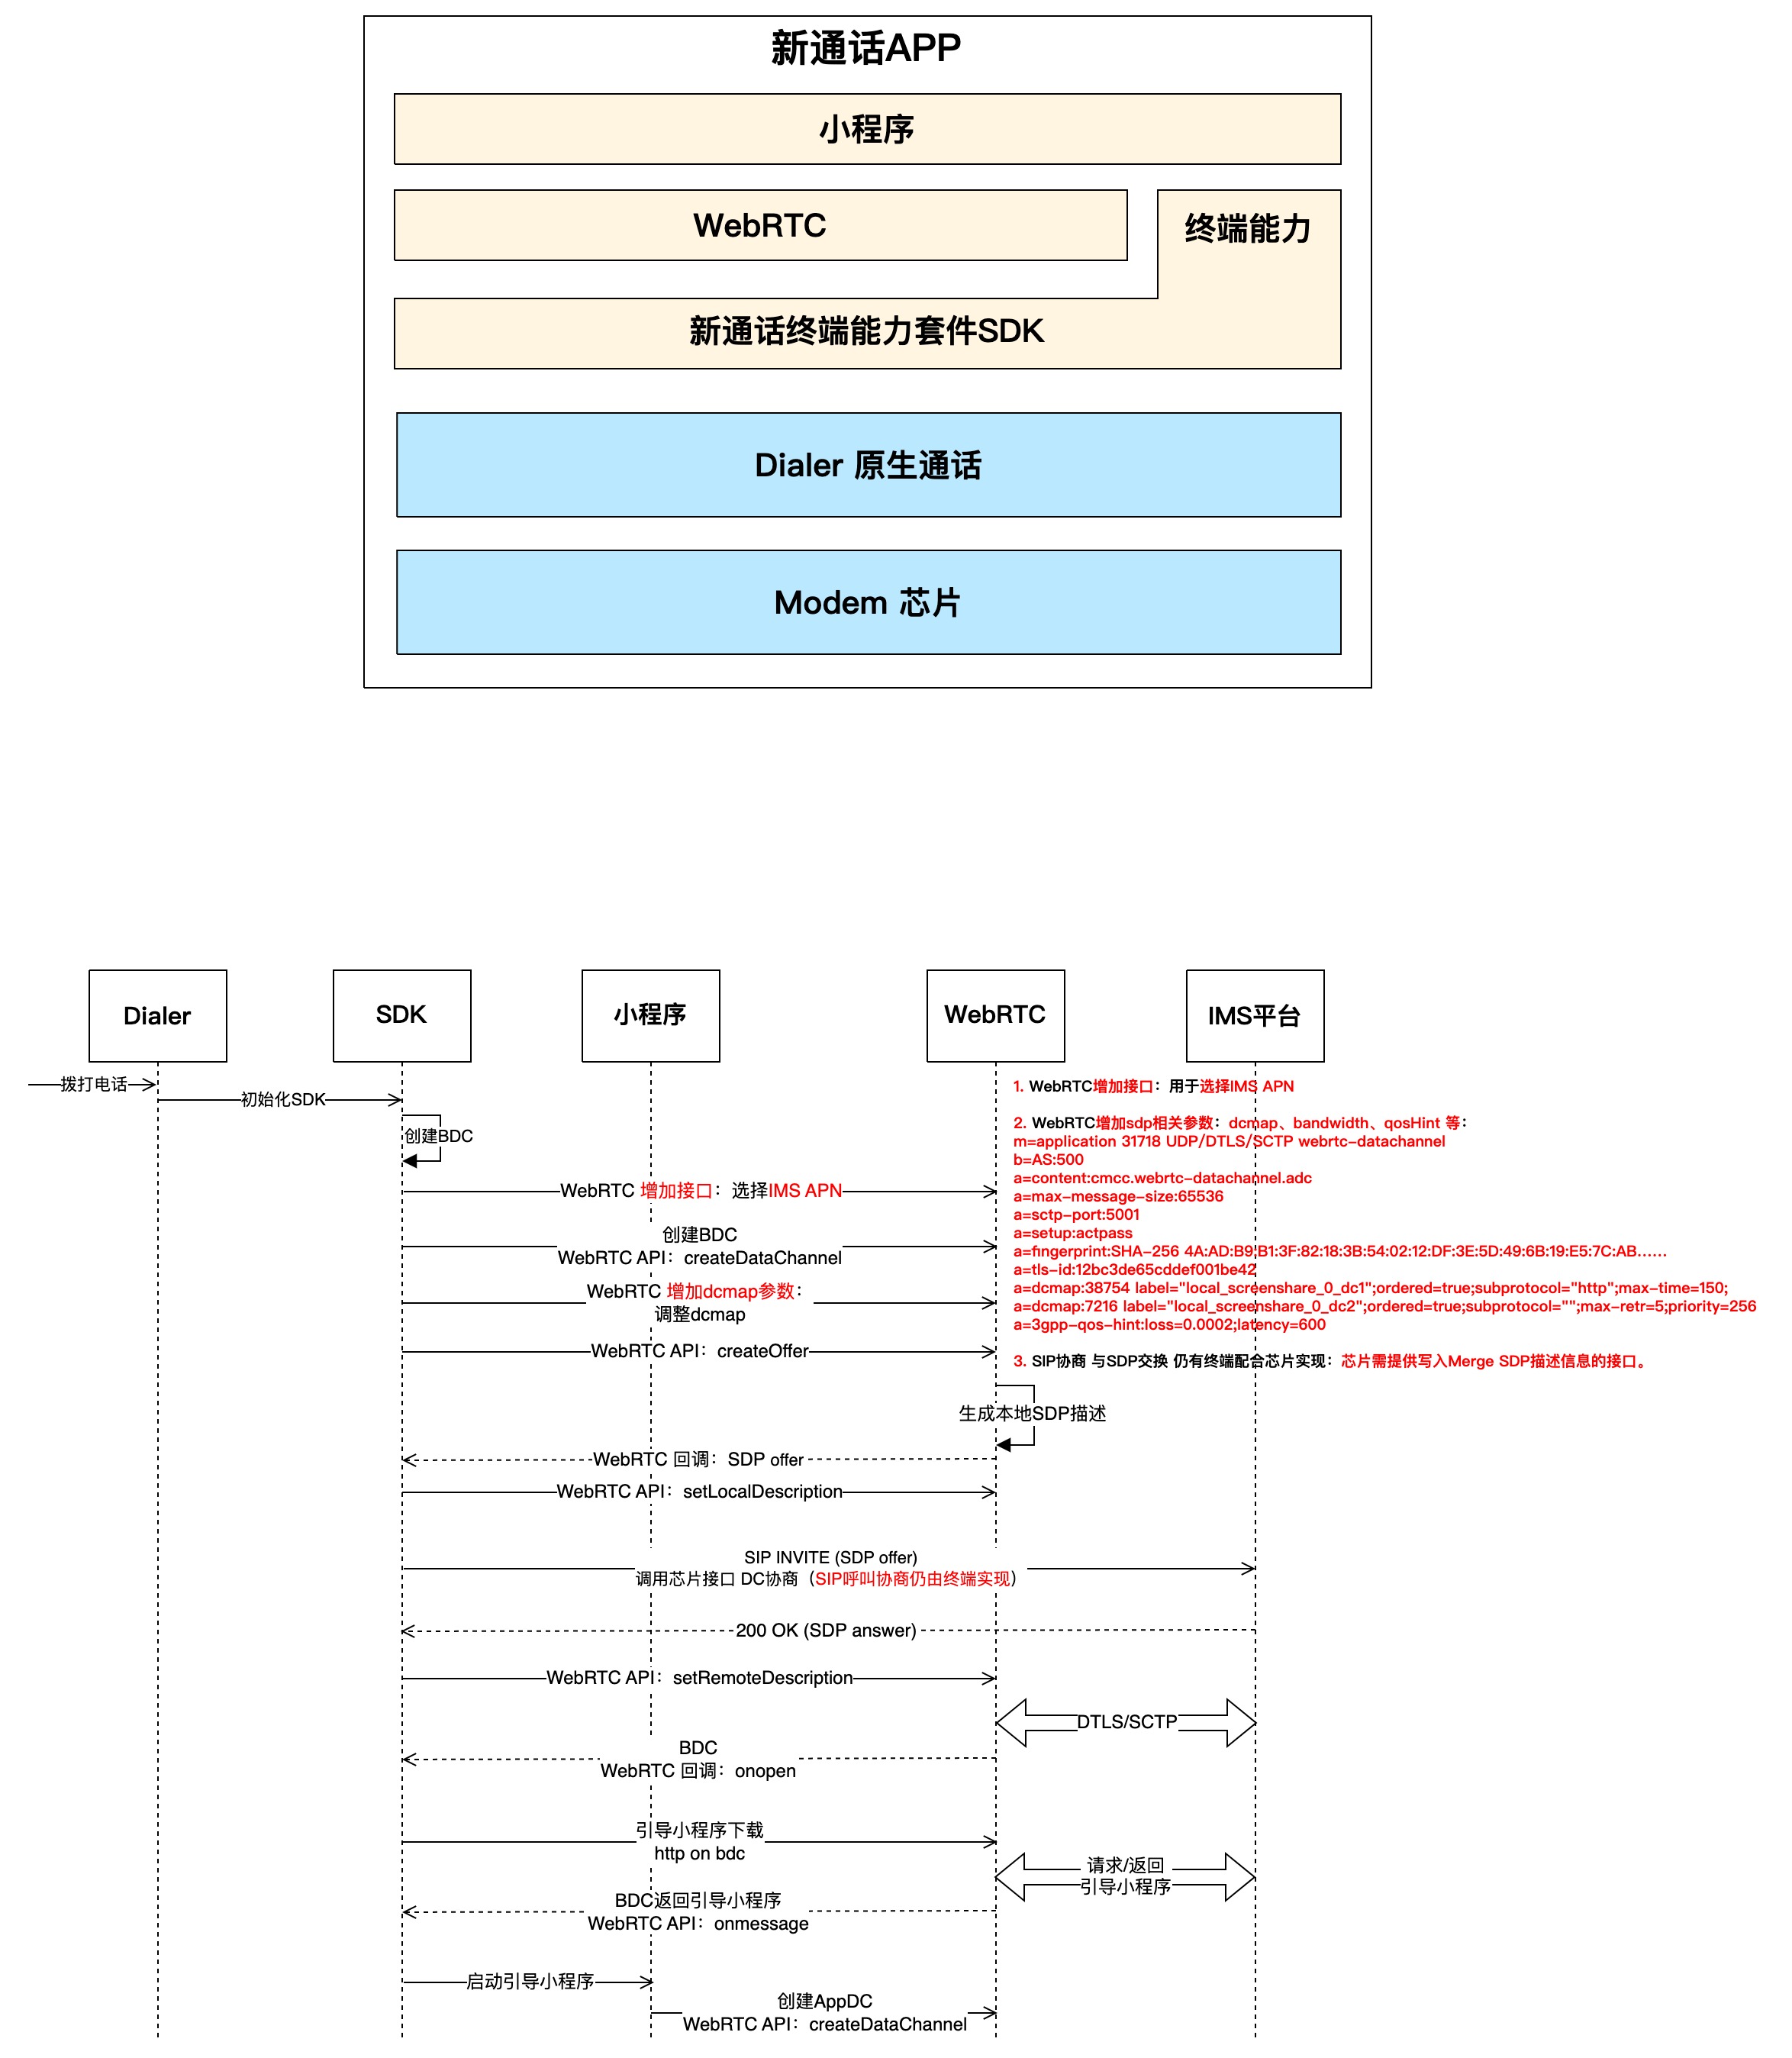 新通话APP
小程序
WebRTC
终端能力
新通话终端能力套件SDK
Dialer 原生通话
Modem 芯片
Dialer
SDK
小程序
WebRTC
IMS平台
拨打电话
初始化SDK
创建BDC
WebRTC 增加接口：选择IMS APN
创建BDC
WebRTC API：createDataChannel
WebRTC 增加dcmap参数：
调整dcmap
WebRTC API：createOffer
1. WebRTC增加接口：用于选择IMS APN
2. WebRTC增加sdp相关参数：dcmap、bandwidth、qosHint 等：
m=application 31718 UDP/DTLS/SCTP webrtc-datachannel
b=AS:500
a=content:cmcc.webrtc-datachannel.adc
a=max-message-size:65536
a=sctp-port:5001
a=setup:actpass
a=fingerprint:SHA-256 4A:AD:B9:B1:3F:82:18:3B:54:02:12:DF:3E:5D:49:6B:19:E5:7C:AB……
a=tls-id:12bc3de65cddef001be42
a=dcmap:38754 label="local_screenshare_0_dc1";ordered=true;subprotocol="http";max-time=150;
a=dcmap:7216 label="local_screenshare_0_dc2";ordered=true;subprotocol="";max-retr=5;priority=256
a=3gpp-qos-hint:loss=0.0002;latency=600
3. SIP协商 与SDP交换 仍有终端配合芯片实现：芯片需提供写入Merge SDP描述信息的接口。
生成本地SDP描述
WebRTC 回调：SDP offer
WebRTC API：setLocalDescription
SIP INVITE (SDP offer)
调用芯片接口 DC协商（SIP呼叫协商仍由终端实现）
200 OK (SDP answer)
WebRTC API：setRemoteDescription
DTLS/SCTP
BDC
WebRTC 回调：onopen
引导小程序下载
http on bdc
请求/返回
引导小程序
BDC返回引导小程序
WebRTC API：onmessage
启动引导小程序
创建AppDC
WebRTC API：createDataChannel